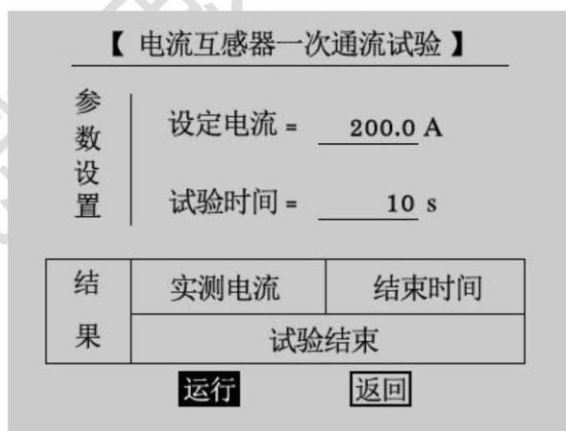 【 电流互感器一次通流试验 】
参数设置
设定电流 = 200.0 A
试验时间 = 10 s
结果
实测电流 结束时间
试验结束
运行 返回